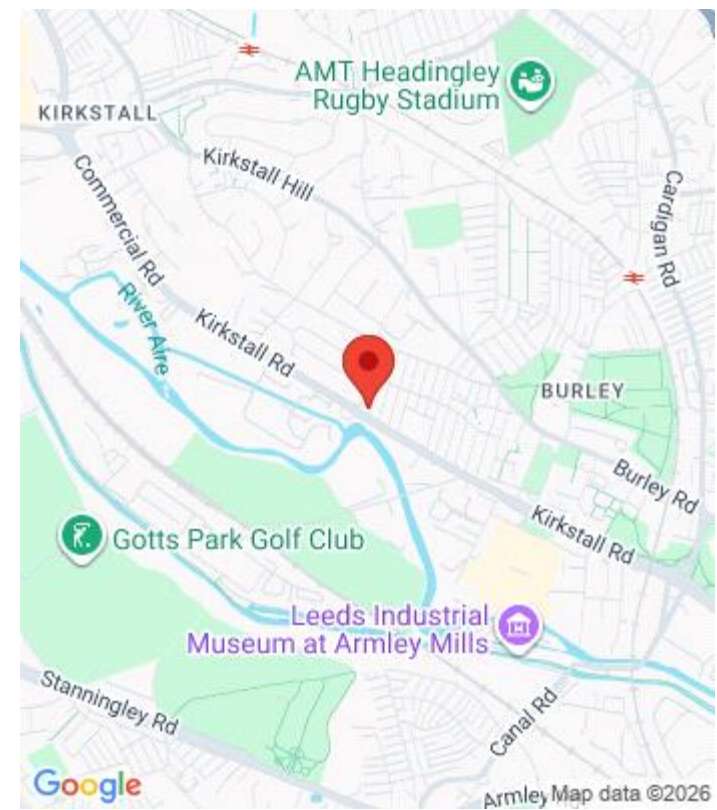 AMT Headingley
Rugby Stadium
KIRKSTALL
Kirkstall Hill
Commercial Rd
Cardigan Rd
River Aire
Kirkstall Rd
BURLEY
Burley Rd
Kirkstall Rd
Gotts Park Golf Club
Leeds Industrial
Museum at Armley Mills
Stanningley Rd
Canal Rd
Google
Armley
Map data ©2026